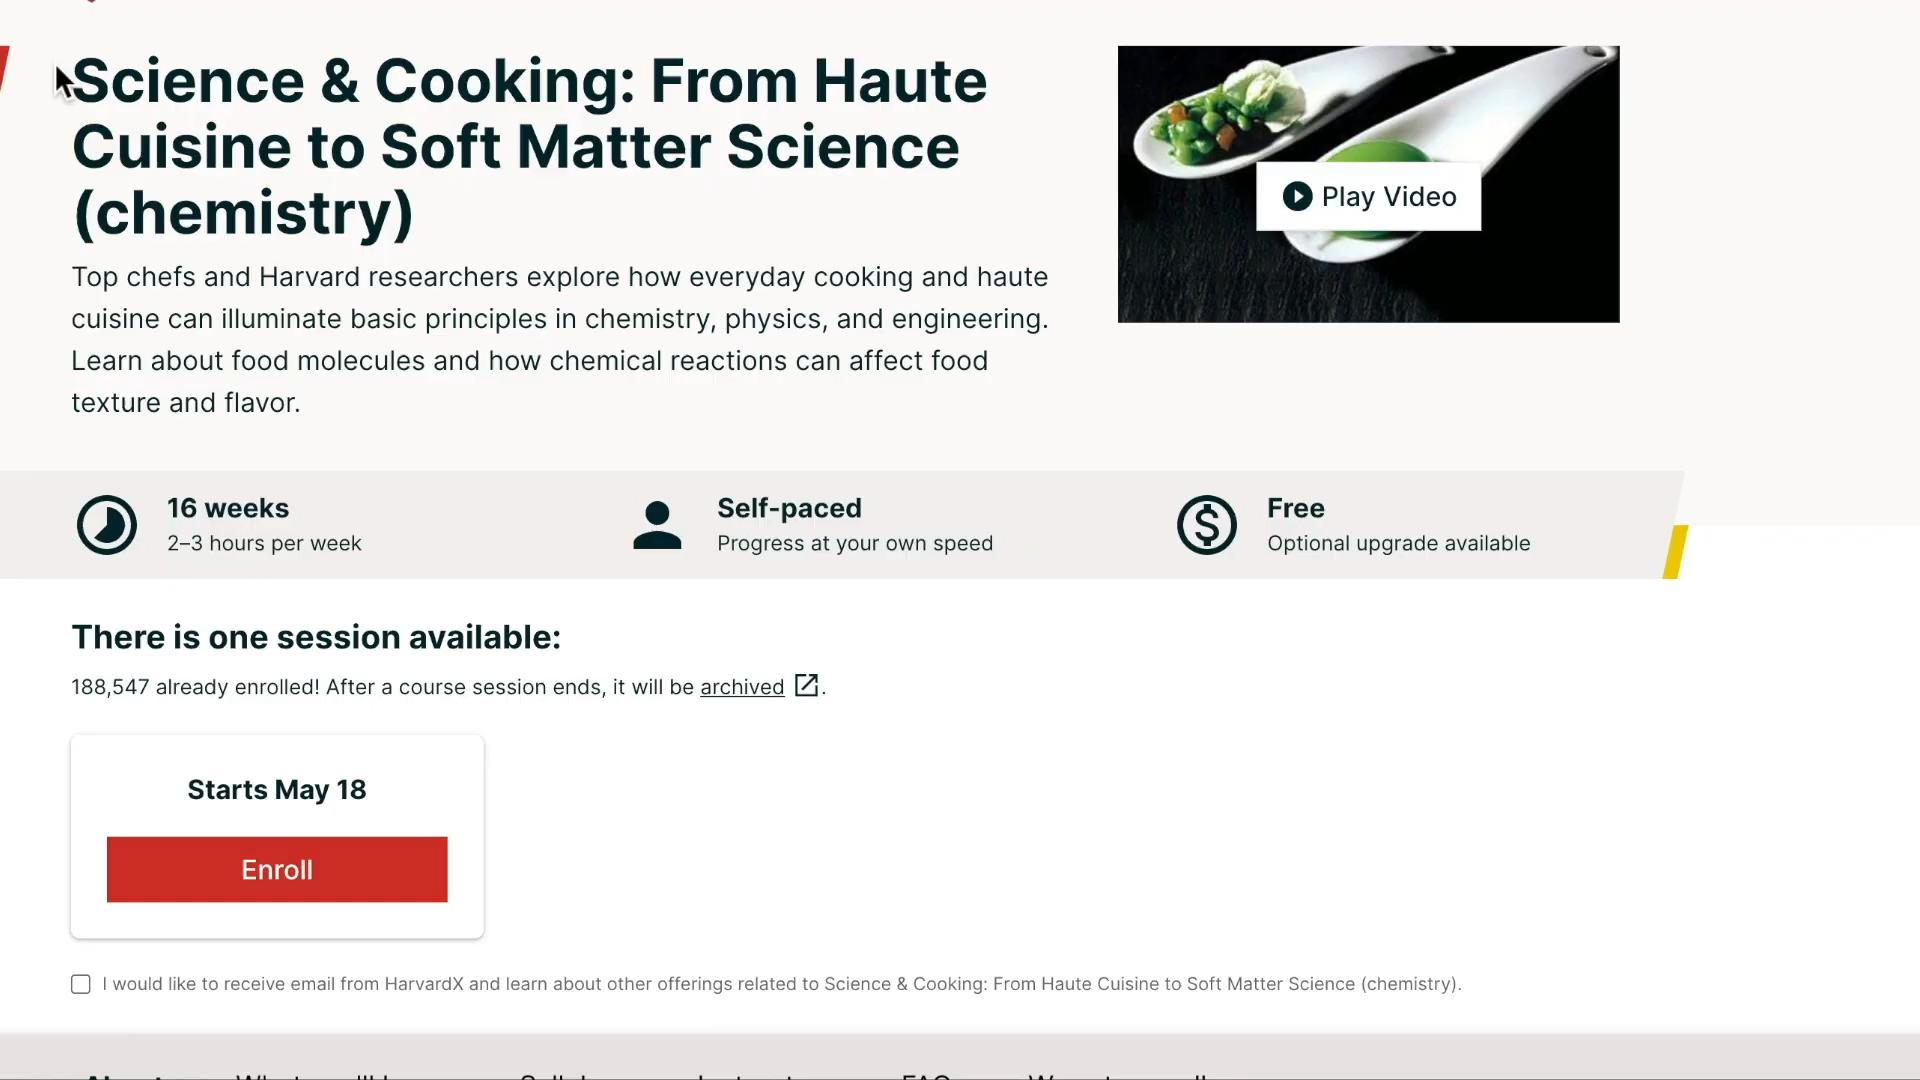 Science & Cooking: From Haute
Cuisine to Soft Matter Science
(chemistry)
Top chefs and Harvard researchers explore how everyday cooking and haute
cuisine can illuminate basic principles in chemistry, physics, and engineering.
Learn about food molecules and how chemical reactions can affect food
texture and flavor.
Play Video
16 weeks
2–3 hours per week
Self-paced
Progress at your own speed
Free
Optional upgrade available
There is one session available:
188,547 already enrolled! After a course session ends, it will be archived.
Starts May 18
Enroll
I would like to receive email from HarvardX and learn about other offerings related to Science & Cooking: From Haute Cuisine to Soft Matter Science (chemistry).